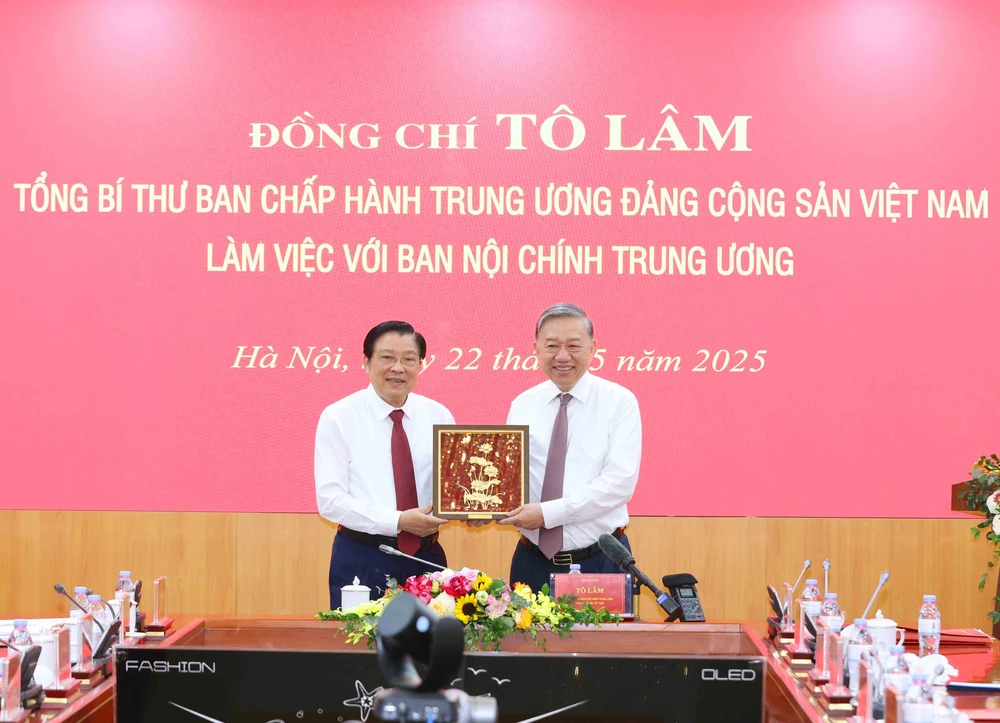 ĐỒNG CHÍ TÔ LÂM
TỔNG BÍ THƯ BAN CHẤP HÀNH TRUNG ƯƠNG ĐẢNG CỘNG SẢN VIỆT NAM
LÀM VIỆC VỚI BAN NỘI CHÍNH TRUNG ƯƠNG
Hà Nội, 22 5 năm 2025
TÔ LÂM
FASHION
OLED